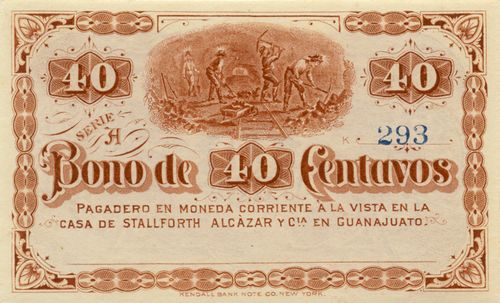 40 40
SERIE
A
K 293
Bono de 40 Centavos
PAGADERO EN MONEDA CORRIENTE Á LA VISTA EN LA
CASA DE STALLFORTH ALCÁZAR Y CIA EN GUANAJUATO.
KENDALL BANK NOTE CO. NEW YORK.